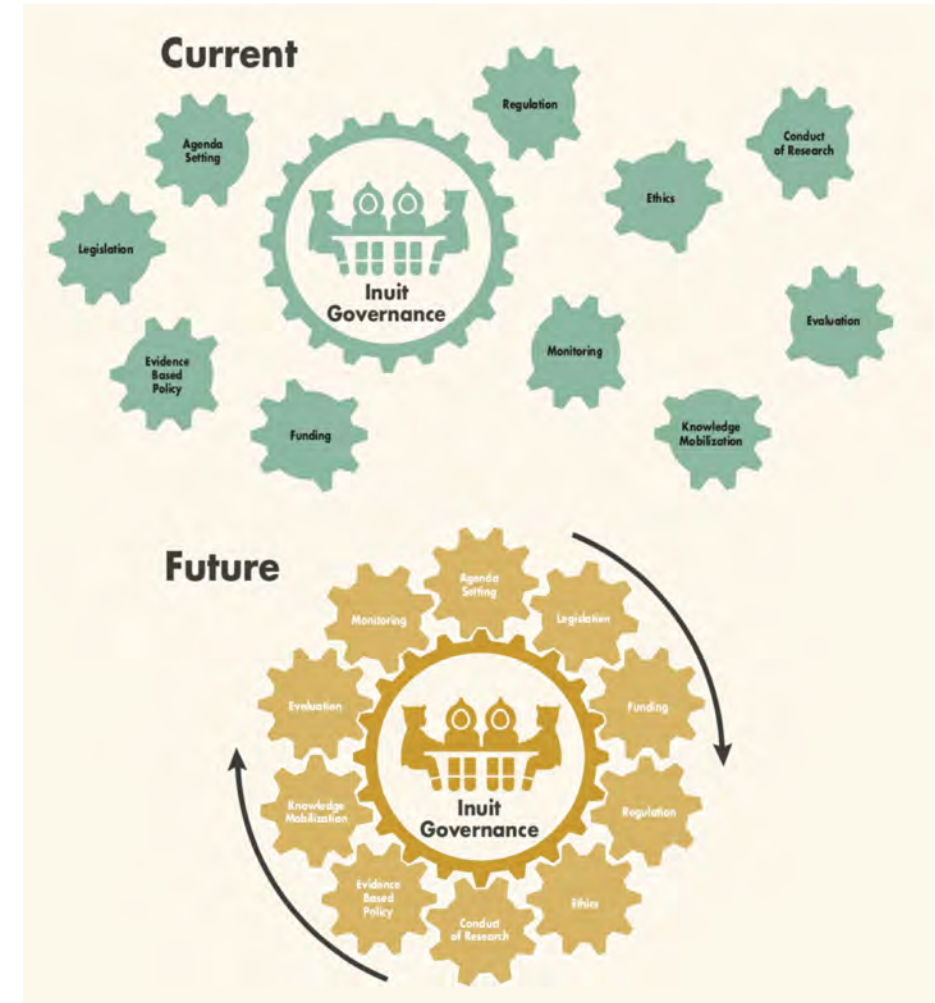 Current
Regulation
Agenda
Setting
Conduct
of Research
Ethics
Legislation
Inuit
Governance
Evaluation
Monitoring
Evidence
Based
Policy
Funding
Knowledge
Mobilization
Future
Agenda
Setting
Monitoring
Legislation
Evaluation
Funding
Inuit
Governance
Knowledge
Mobilization
Regulation
Evidence
Based
Policy
Ethics
Conduct
of Research